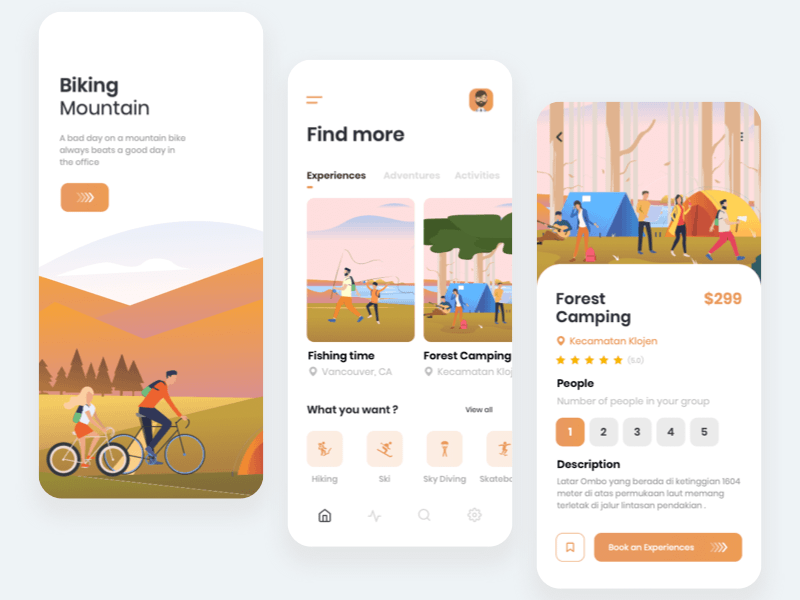 Biking
Mountain
A bad day on a mountain bike
always beats a good day in
the office
Find more
Experiences Adventures Activities
Fishing time Forest Camping
Vancouver, CA Kecamatan Kloj
What you want ? View all
Hiking Ski Sky Diving Skatebo
Forest
Camping
$299
Kecamatan Klojen
(5.0)
People
Number of people in your group
1 2 3 4 5
Description
Latar Ombo yang berada di ketinggian 1604
meter di atas permukaan laut memang
terletak di jalur lintasan pendakian .
Book an Experiences